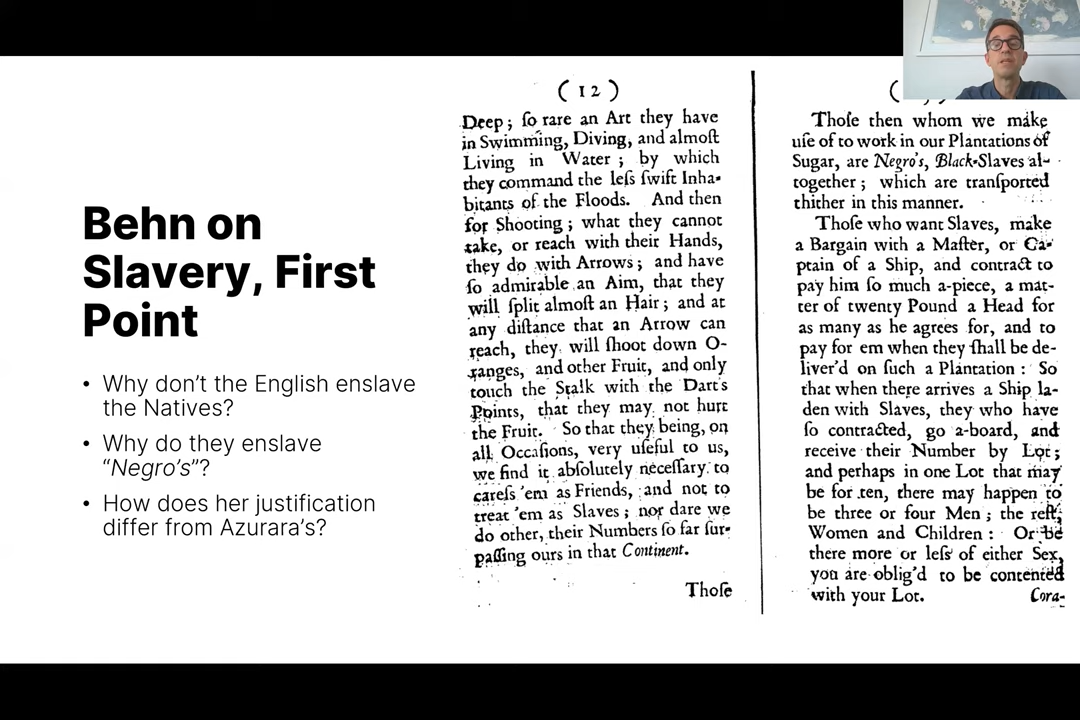 Behn on
Slavery, First
Point
• Why don’t the English enslave
the Natives?
• Why do they enslave
“Negro’s”?
• How does her justification
differ from Azurara’s?
( 12 )
Deep; ſo rare an Art they have
in Swimming, Diving, and almoſt
Living in Water; by which
they command the leſs ſwift Inha-
bitants of the Floods. And then
for Shooting; what they cannot
take, or reach with their Hands,
they do with Arrows; and have
ſo admirable an Aim, that they
will ſplit almoſt an Hair; and at
any diſtance that an Arrow can
reach, they will ſhoot down O-
ranges, and other Fruit, and only
touch the Stalk with the Dart's
Points, that they may not hurt
the Fruit. So that they being, on
all Occaſions, very uſeful to us,
we find it abſolutely neceſſary to
careſs 'em as Friends, and not to
treat 'em as Slaves; nor dare we
do other, their Numbers ſo far ſur-
paſſing ours in that Continent.
Thoſe
Thoſe then whom we make
uſe of to work in our Plantations of
Sugar, are Negro's, Black-Slaves al-
together; which are tranſported
thither in this manner.
Thoſe who want Slaves, make
a Bargain with a Maſter, or Ca-
ptain of a Ship, and contract to
pay him ſo much a-piece, a mat-
ter of twenty Pound a Head for
as many as he agrees for, and to
pay for em when they ſhall be de-
liver'd on ſuch a Plantation: So
that when there arrives a Ship la-
den with Slaves, they who have
ſo contracted, go a-board, and
receive their Number by Lot;
and perhaps in one Lot that may
be for ten, there may happen to
be three or four Men; the reſt,
Women and Children: Or be
there more or leſs of either Sex,
you are oblig'd to be contented
with your Lot.
Cora-